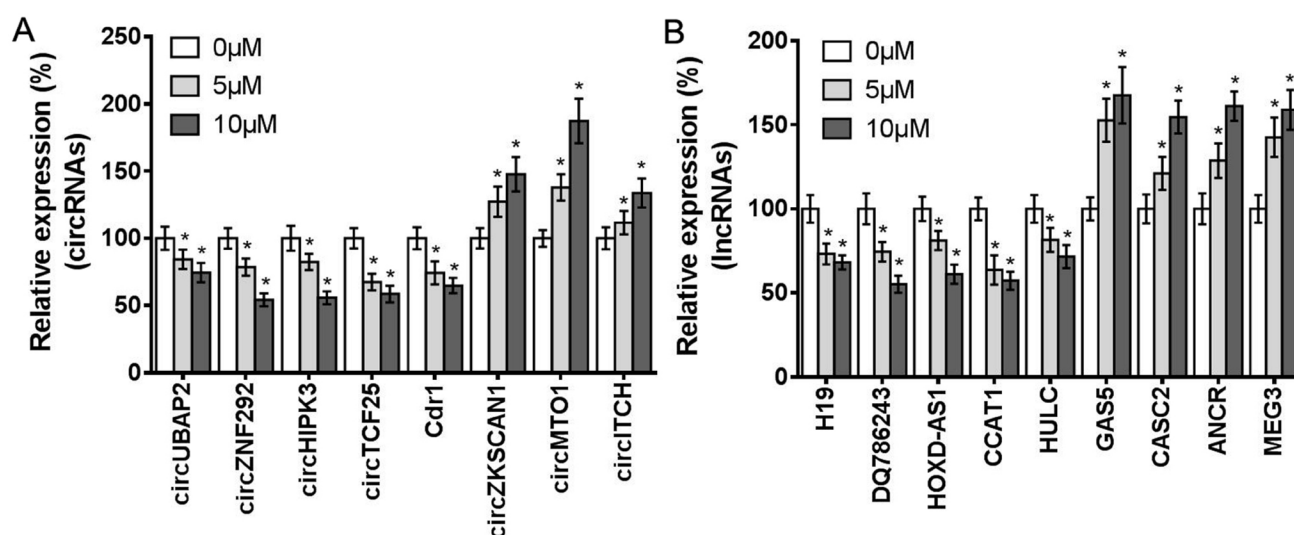 A
Relative expression (%)
(circRNAs)
250
200
150
100
50
0
0μM
5μM
10μM
* * * * * * * * * * * * * * * *
circUBAP2
circZNF292
circHIPK3
circTCF25
Cdr1
circZKSCAN1
circMTO1
circITCH
B
Relative expression (%)
(lncRNAs)
200
150
100
50
0
0μM
5μM
10μM
* * * * * * * * * * * * * * * * * *
H19
DQ786243
HOXD-AS1
CCAT1
HULC
GAS5
CASC2
ANCR
MEG3